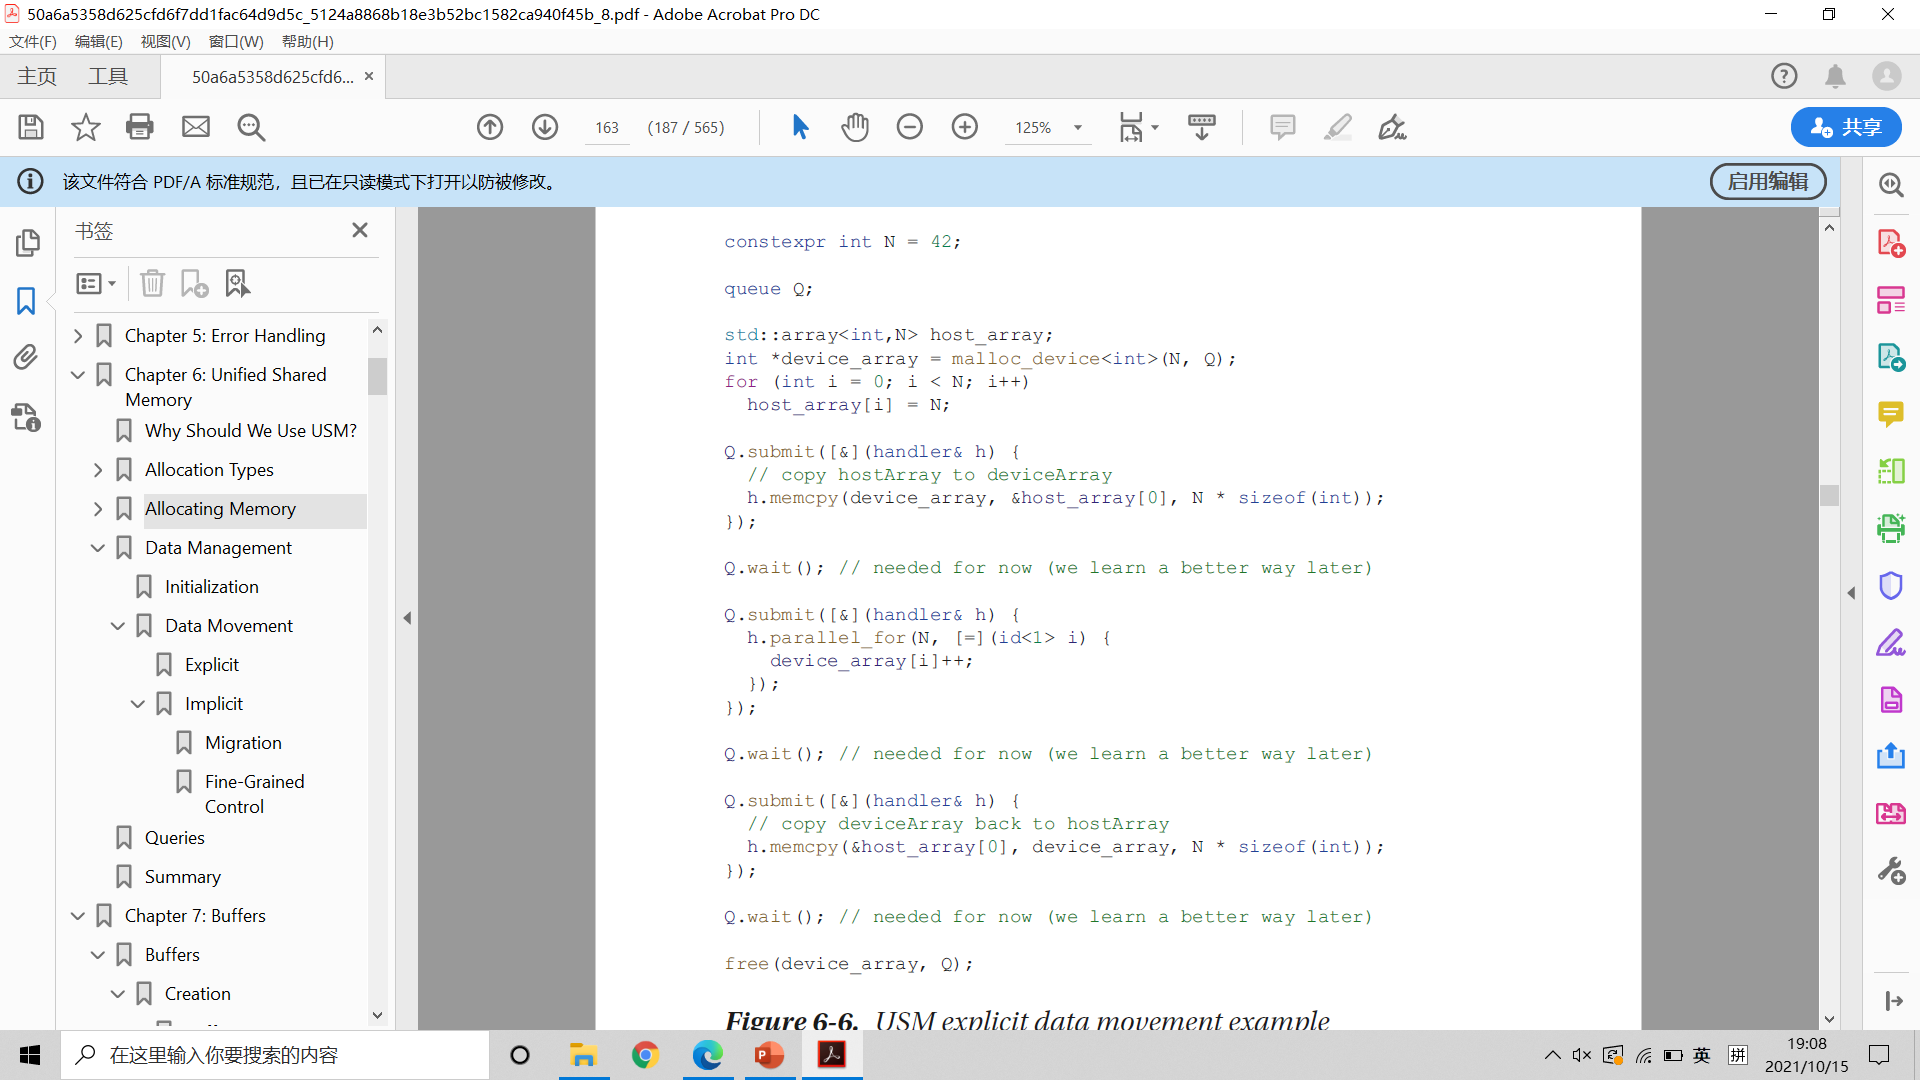 50a6a5358d625cfd6f7dd1fac64d9d5c_5124a8868b18e3b52bc1582ca940f45b_8.pdf - Adobe Acrobat Pro DC
文件(F) 编辑(E) 视图(V) 窗口(W) 帮助(H)
主页 工具 50a6a5358d625cfd6... ×
163 (187 / 565) 125% 共享
该文件符合 PDF/A 标准规范，且已在只读模式下打开以防被修改。 启用编辑
书签
Chapter 5: Error Handling
Chapter 6: Unified Shared
Memory
Why Should We Use USM?
Allocation Types
Allocating Memory
Data Management
Initialization
Data Movement
Explicit
Implicit
Migration
Fine-Grained
Control
Queries
Summary
Chapter 7: Buffers
Buffers
Creation
constexpr int N = 42;
queue Q;
std::array<int,N> host_array;
int *device_array = malloc_device<int>(N, Q);
for (int i = 0; i < N; i++)
host_array[i] = N;
Q.submit([&](handler& h) {
// copy hostArray to deviceArray
h.memcpy(device_array, &host_array[0], N * sizeof(int));
});
Q.wait(); // needed for now (we learn a better way later)
Q.submit([&](handler& h) {
h.parallel_for(N, [=](id<1> i) {
device_array[i]++;
});
});
Q.wait(); // needed for now (we learn a better way later)
Q.submit([&](handler& h) {
// copy deviceArray back to hostArray
h.memcpy(&host_array[0], device_array, N * sizeof(int));
});
Q.wait(); // needed for now (we learn a better way later)
free(device_array, Q);
Figure 6-6. USM explicit data movement example
在这里输入你要搜索的内容
英 拼 19:08
2021/10/15